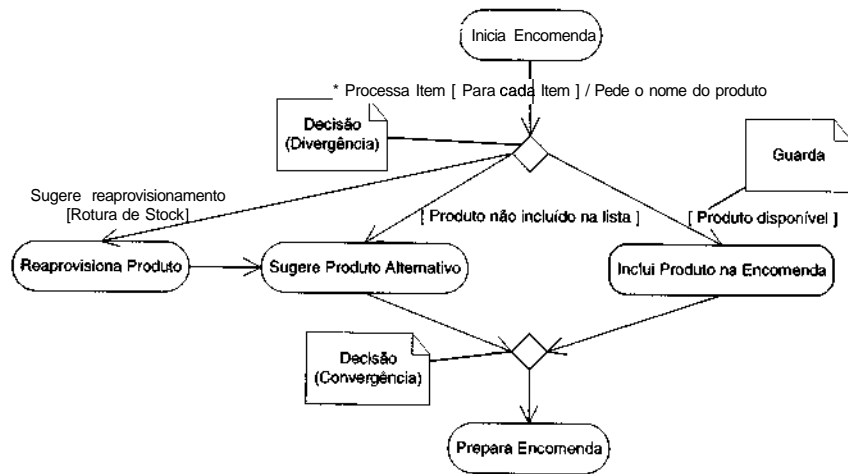 Inicia Encomenda
* Processa Item [ Para cada Item ] / Pede o nome do produto
Decisão
(Divergência)
Guarda
Sugere reaprovisionamento
[Rotura de Stock]
[ Produto não incluído na lista ]
[ Produto disponível ]
Reaprovisiona Produto
Sugere Produto Alternativo
Inclui Produto na Encomenda
Decisão
(Convergência)
Prepara Encomenda